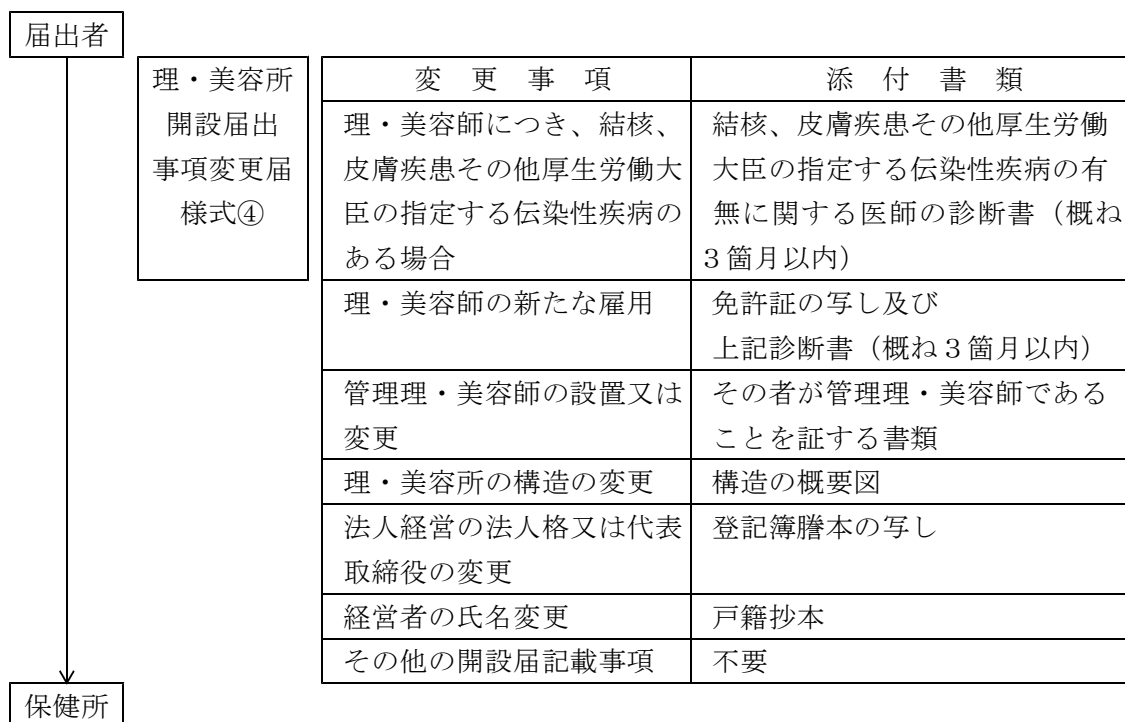 届出者
理・美容所
開設届出
事項変更届
様式④
変　更　事　項
添　付　書　類
理・美容師につき、結核、
皮膚疾患その他厚生労働大
臣の指定する伝染性疾病の
ある場合
結核、皮膚疾患その他厚生労働
大臣の指定する伝染性疾病の有
無に関する医師の診断書（概ね
３箇月以内）
理・美容師の新たな雇用
免許証の写し及び
上記診断書（概ね３箇月以内）
管理理・美容師の設置又は
変更
その者が管理理・美容師である
ことを証する書類
理・美容所の構造の変更
構造の概要図
法人経営の法人格又は代表
取締役の変更
登記簿謄本の写し
経営者の氏名変更
戸籍抄本
その他の開設届記載事項
不要
保健所